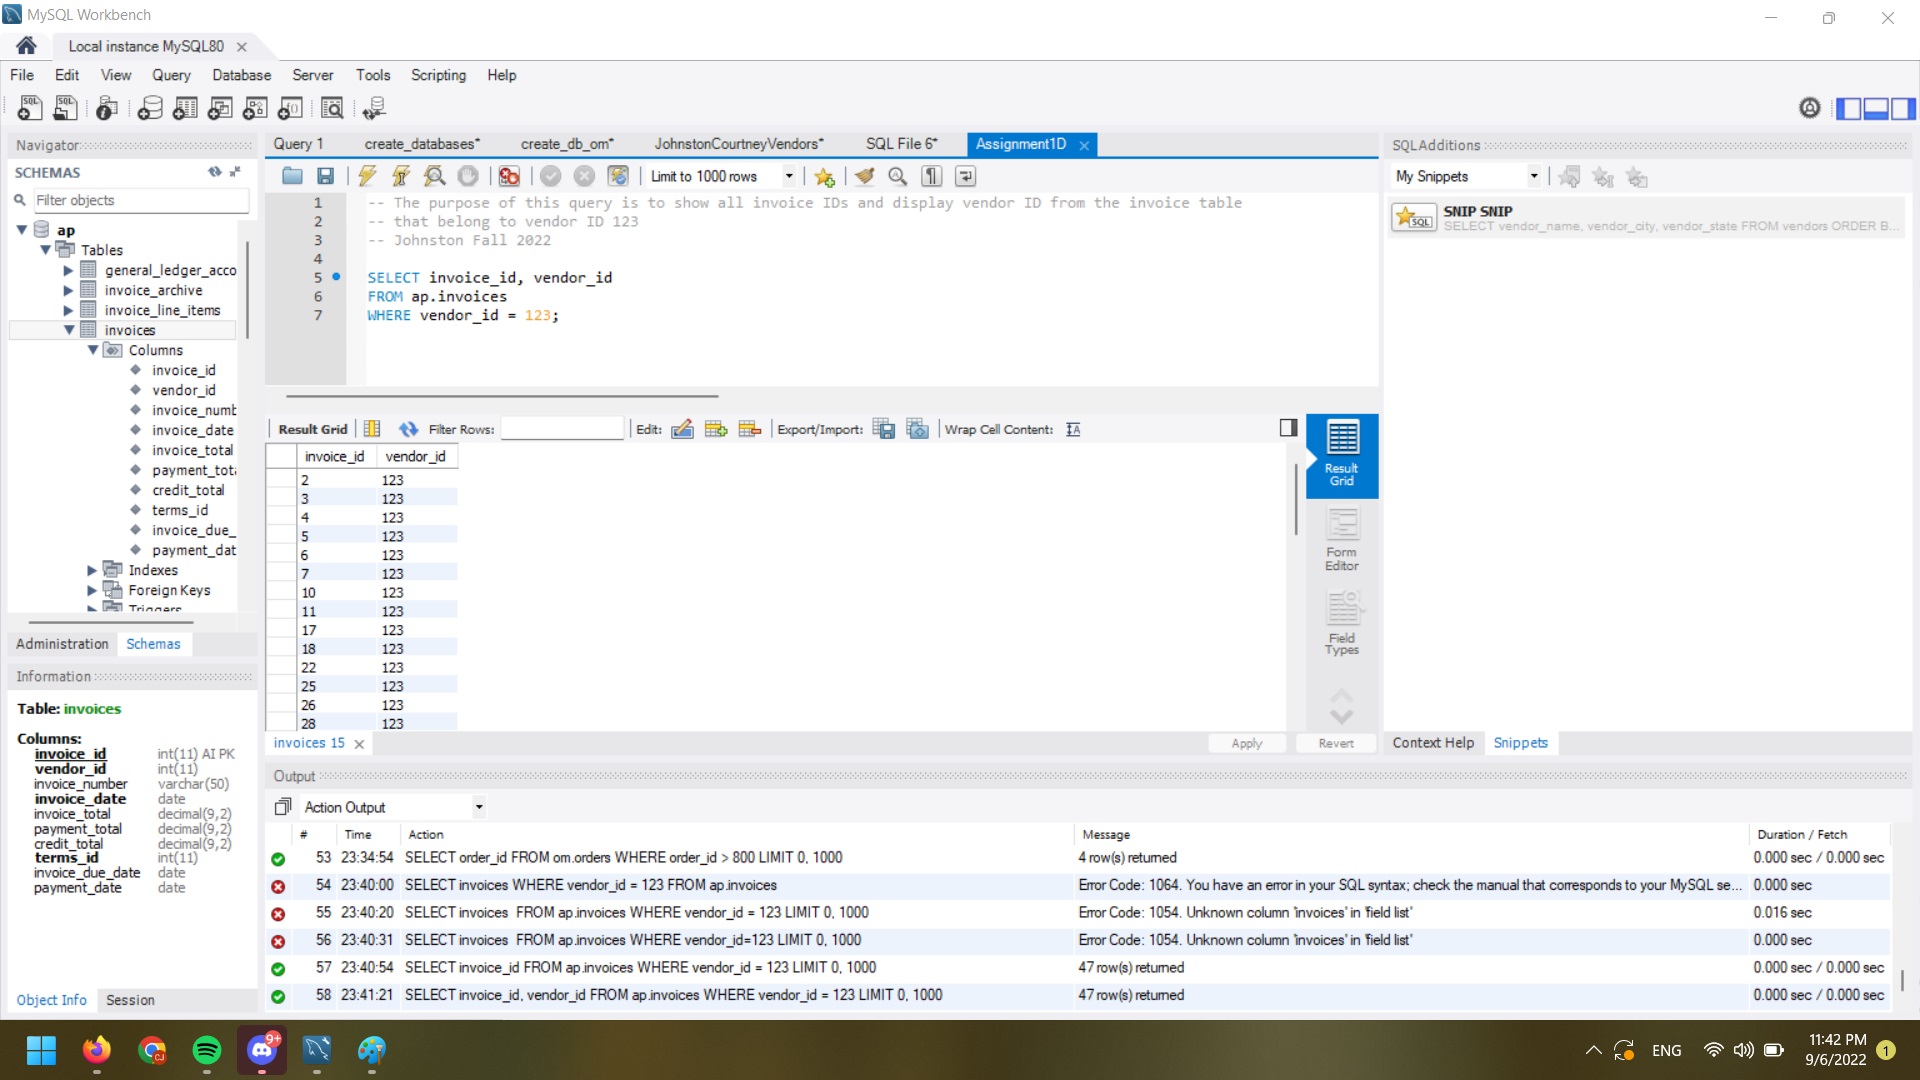 MySQL Workbench
Local instance MySQL80
File Edit View Query Database Server Tools Scripting Help
Navigator
SCHEMAS
Filter objects
ap
Tables
general_ledger_acco
invoice_archive
invoice_line_items
invoices
Columns
invoice_id
vendor_id
invoice_numb
invoice_date
invoice_total
payment_tota
credit_total
terms_id
invoice_due_
payment_dat
Indexes
Foreign Keys
Triggers
Administration Schemas
Information
Table: invoices
Columns:
invoice_id int(11) AI PK
vendor_id int(11)
invoice_number varchar(50)
invoice_date date
invoice_total decimal(9,2)
payment_total decimal(9,2)
credit_total decimal(9,2)
terms_id int(11)
invoice_due_date date
payment_date date
Object Info Session
Query 1 create_databases* create_db_om* JohnstonCourtneyVendors* SQL File 6* Assignment1D
Limit to 1000 rows
1 -- The purpose of this query is to show all invoice IDs and display vendor ID from the invoice table
2 -- that belong to vendor ID 123
3 -- Johnston Fall 2022
4
5 SELECT invoice_id, vendor_id
6 FROM ap.invoices
7 WHERE vendor_id = 123;
Result Grid Filter Rows: Edit: Export/Import: Wrap Cell Content:
invoice_id vendor_id
2 123
3 123
4 123
5 123
6 123
7 123
10 123
11 123
17 123
18 123
22 123
25 123
26 123
28 123
Result Grid
Form Editor
Field Types
invoices 15 Apply Revert
SQLAdditions
My Snippets
SNIP SNIP
SELECT vendor_name, vendor_city, vendor_state FROM vendors ORDER B...
Context Help Snippets
Output
Action Output
# Time Action Message Duration / Fetch
53 23:34:54 SELECT order_id FROM om.orders WHERE order_id > 800 LIMIT 0, 1000 4 row(s) returned 0.000 sec / 0.000 sec
54 23:40:00 SELECT invoices WHERE vendor_id = 123 FROM ap.invoices Error Code: 1064. You have an error in your SQL syntax; check the manual that corresponds to your MySQL se... 0.000 sec
55 23:40:20 SELECT invoices FROM ap.invoices WHERE vendor_id = 123 LIMIT 0, 1000 Error Code: 1054. Unknown column 'invoices' in 'field list' 0.016 sec
56 23:40:31 SELECT invoices FROM ap.invoices WHERE vendor_id=123 LIMIT 0, 1000 Error Code: 1054. Unknown column 'invoices' in 'field list' 0.000 sec
57 23:40:54 SELECT invoice_id FROM ap.invoices WHERE vendor_id = 123 LIMIT 0, 1000 47 row(s) returned 0.000 sec / 0.000 sec
58 23:41:21 SELECT invoice_id, vendor_id FROM ap.invoices WHERE vendor_id = 123 LIMIT 0, 1000 47 row(s) returned 0.000 sec / 0.000 sec
9+
ENG
11:42 PM
9/6/2022
1